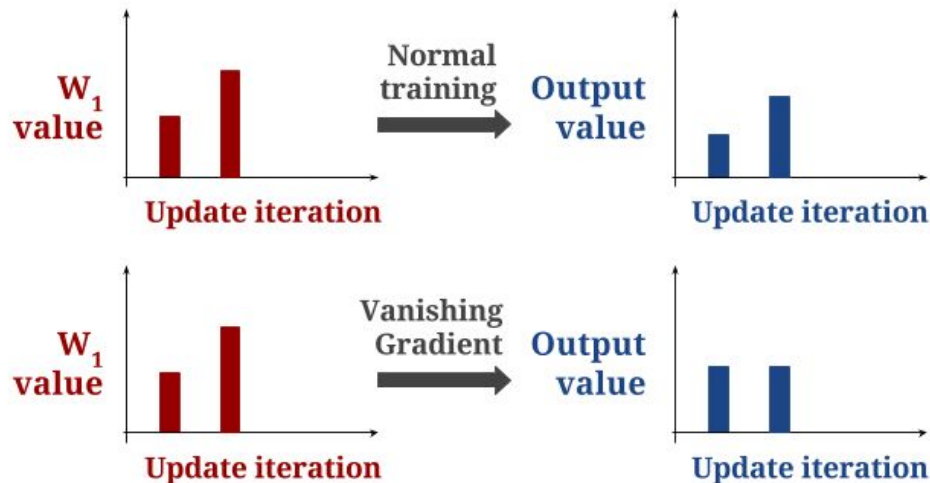 W1
value
Normal
training
Output
value
Update iteration
Update iteration
W1
value
Vanishing
Gradient
Output
value
Update iteration
Update iteration